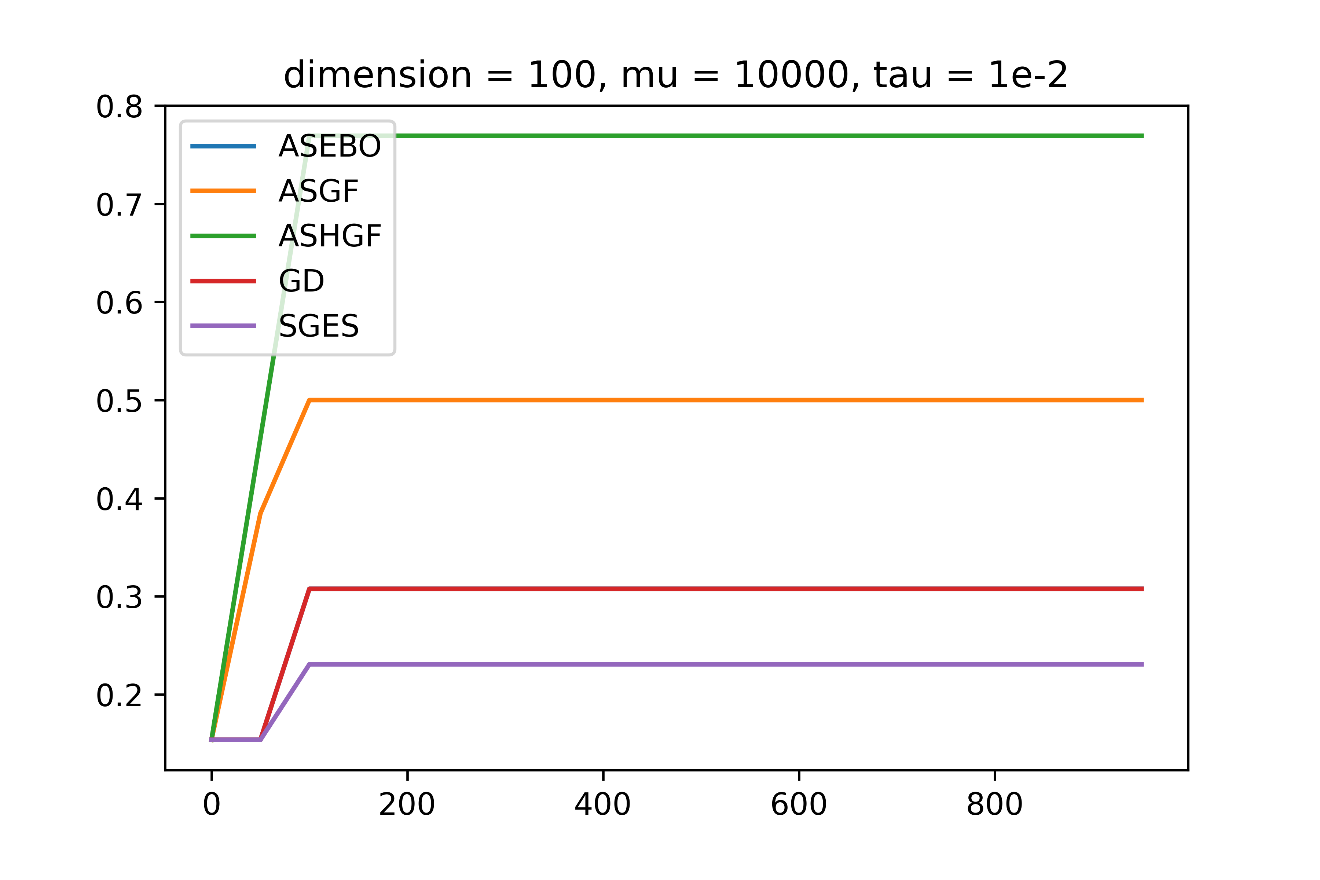 dimension = 100, mu = 10000, tau = 1e-2
0.8
0.7
0.6
0.5
0.4
0.3
0.2
ASEBO
ASGF
ASHGF
GD
SGES
0 200 400 600 800